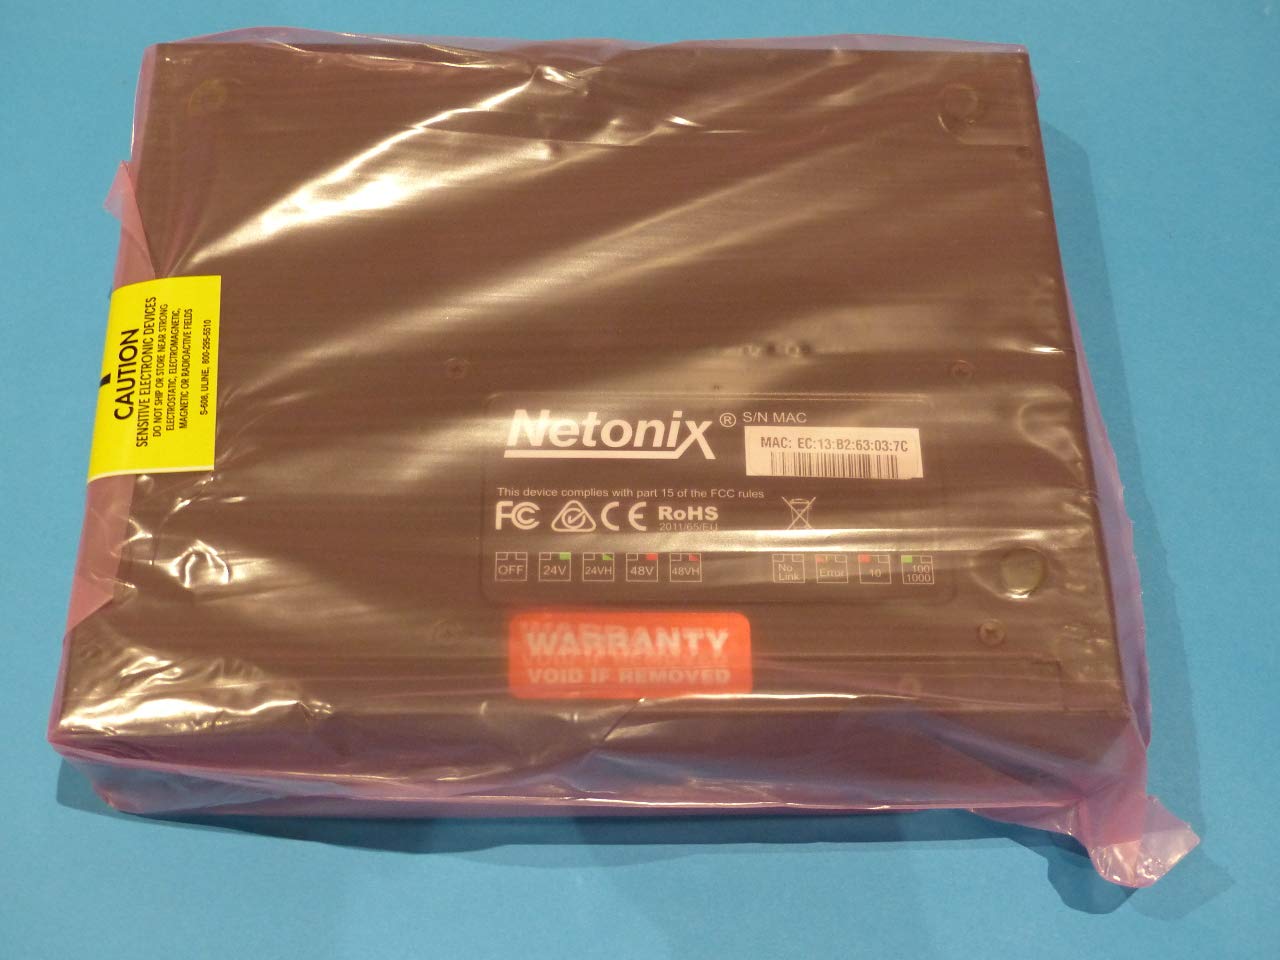 CAUTION
SENSITIVE ELECTRONIC DEVICES
DO NOT SHIP OR STORE NEAR STRONG
ELECTROSTATIC, ELECTROMAGNETIC,
MAGNETIC OR RADIOACTIVE FIELDS
S-608, ULINE, 800-295-5510
Netonix® S/N MAC
MAC: EC:13:B2:63:03:7C
This device complies with part 15 of the FCC rules
FC CE RoHS
2011/65/EU
OFF 24V 24VH 48V 48VH No Link Error 10 100 1000
WARRANTY
VOID IF REMOVED